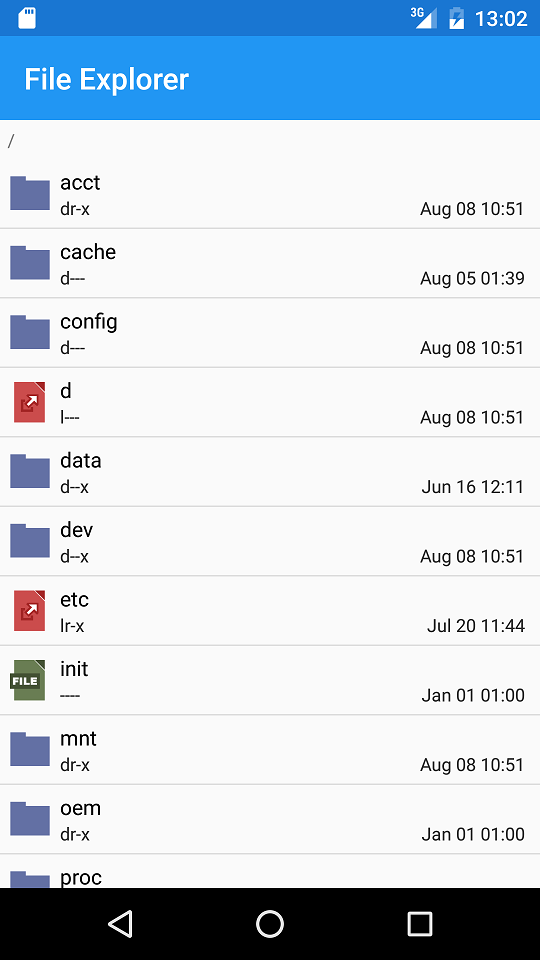 3G 13:02
File Explorer
/
acct
dr-x Aug 08 10:51
cache
d--- Aug 05 01:39
config
d--- Aug 08 10:51
d
l--- Aug 08 10:51
data
d--x Jun 16 12:11
dev
d--x Aug 08 10:51
etc
lr-x Jul 20 11:44
init
FILE
---- Jan 01 01:00
mnt
dr-x Aug 08 10:51
oem
dr-x Jan 01 01:00
proc